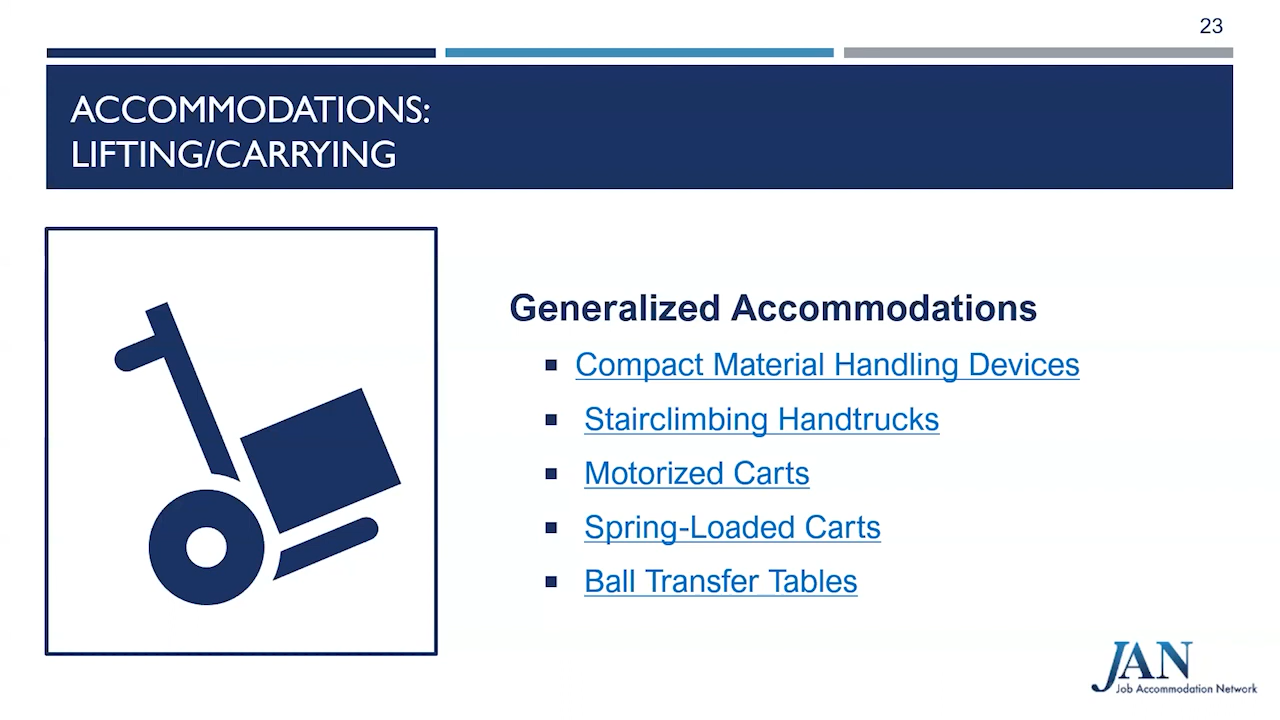 23
ACCOMMODATIONS:
LIFTING/CARRYING
Generalized Accommodations
Compact Material Handling Devices
Stairclimbing Handtrucks
Motorized Carts
Spring-Loaded Carts
Ball Transfer Tables
JAN
Job Accommodation Network